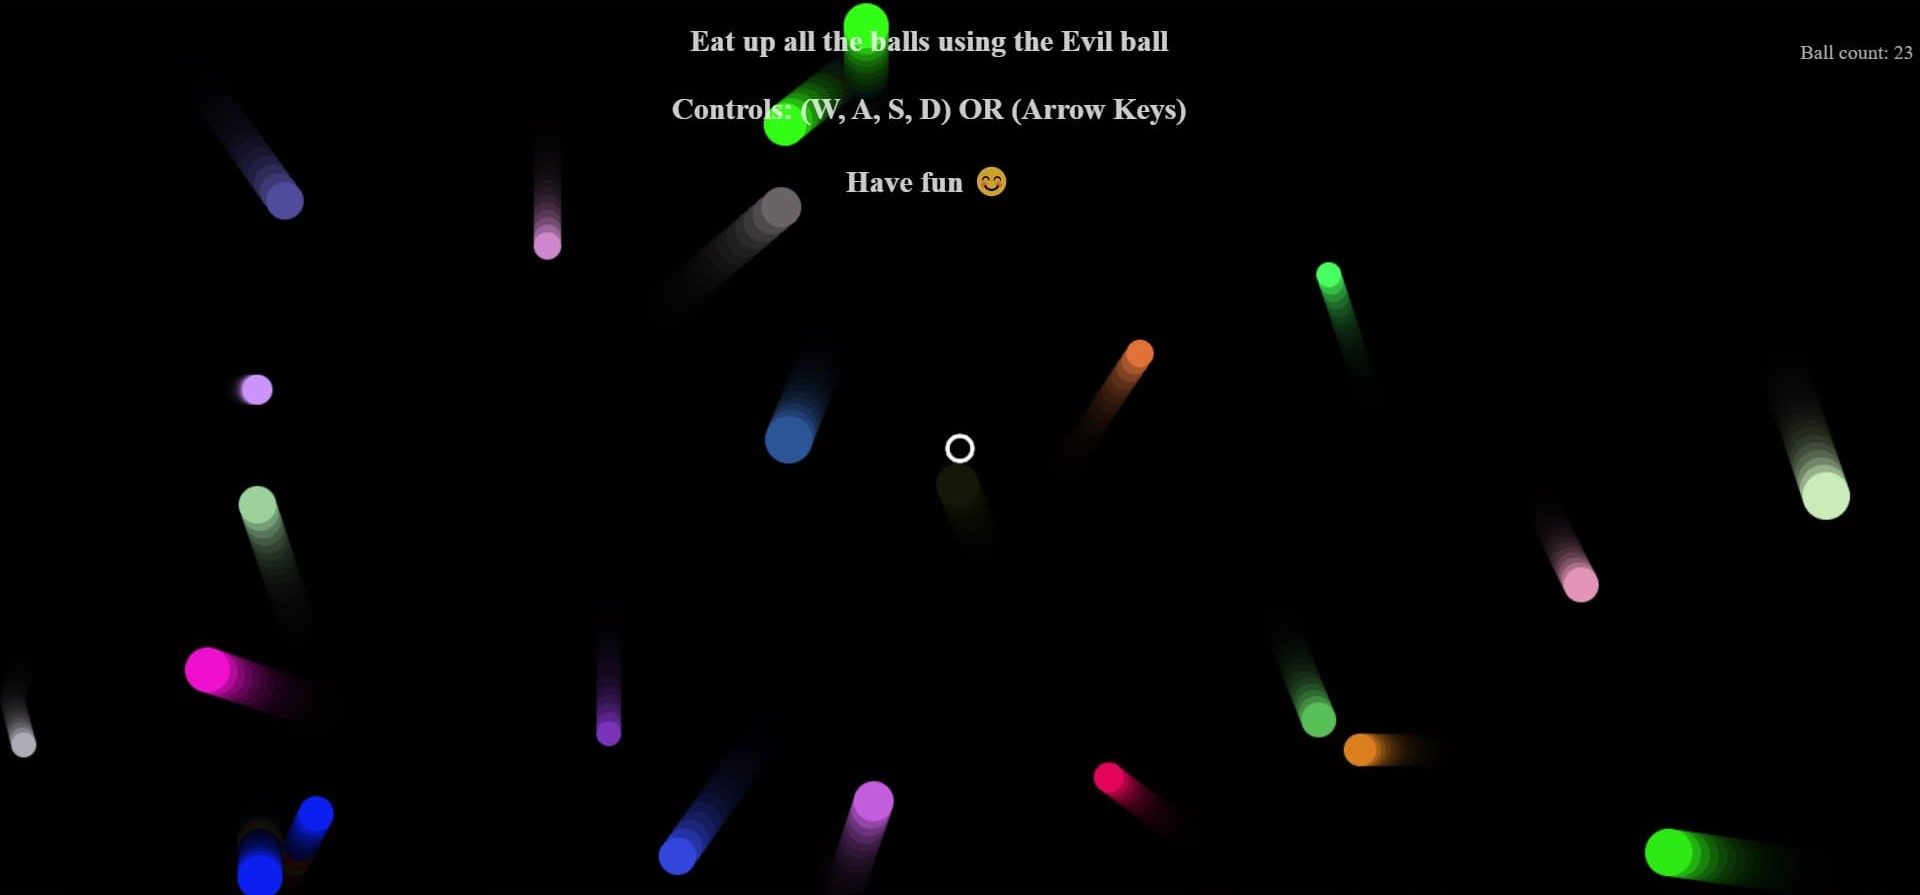 Eat up all the balls using the Evil ball
Ball count: 23
Controls: (W, A, S, D) OR (Arrow Keys)
Have fun 😊